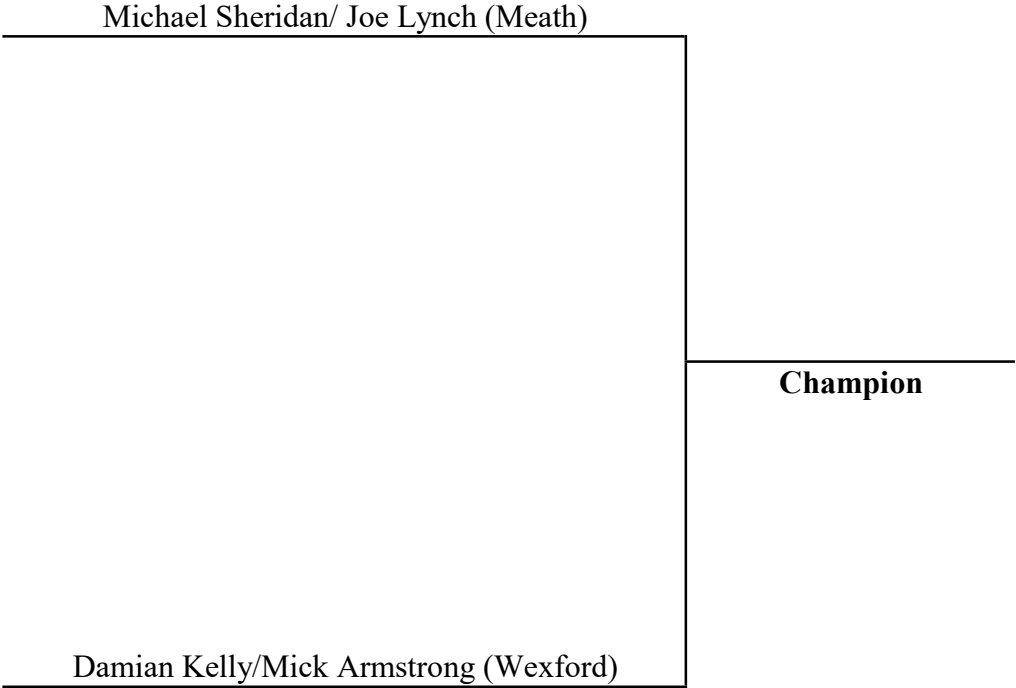 Michael Sheridan/ Joe Lynch (Meath)
Champion
Damian Kelly/Mick Armstrong (Wexford)